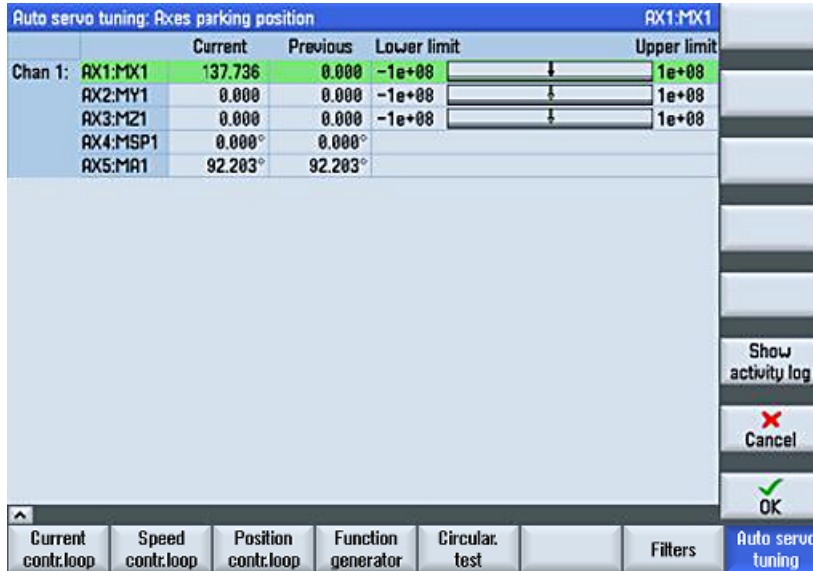 Auto servo tuning: Axes parking position AX1:MX1
Current Previous Lower limit Upper limit
Chan 1: AX1:MX1 137.736 0.000 -1e+08 1e+08
AX2:MY1 0.000 0.000 -1e+08 1e+08
AX3:MZ1 0.000 0.000 -1e+08 1e+08
AX4:MSP1 0.000° 0.000°
AX5:MA1 92.203° 92.203°
Show
activity log
Cancel
OK
Current Speed Position Function Circular. Filters Auto servo
contr.loop contr.loop contr.loop generator test tuning